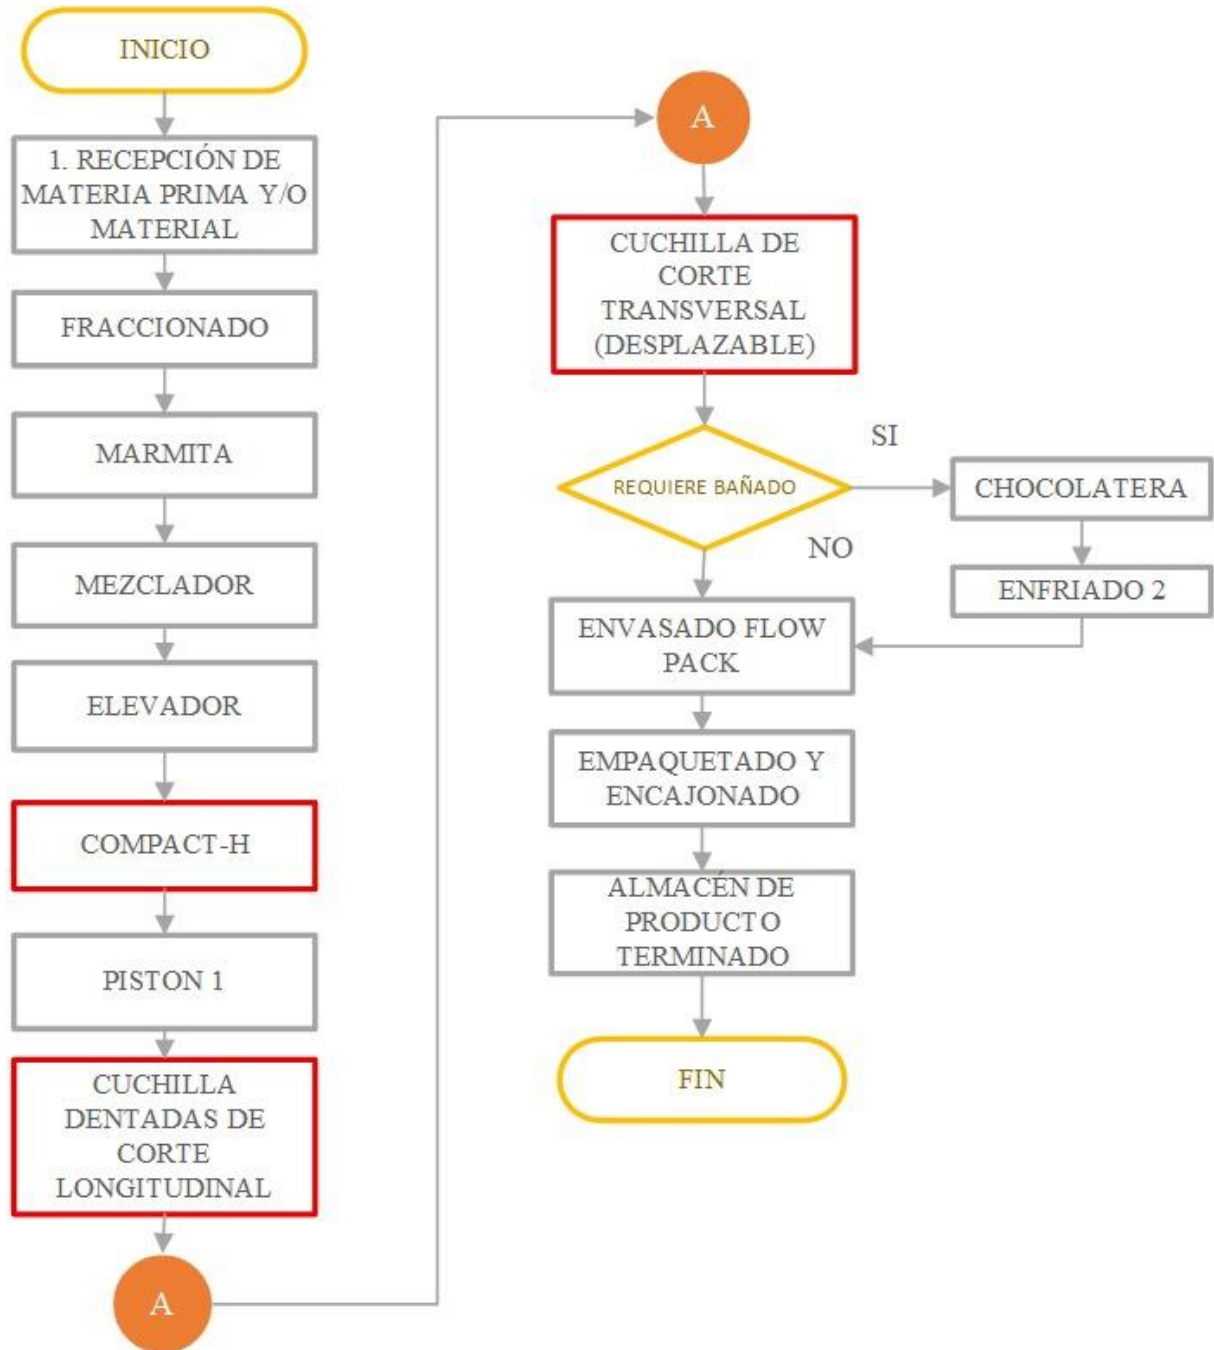 INICIO
1. RECEPCIÓN DE
MATERIA PRIMA Y/O
MATERIAL
FRACCIONADO
MARMITA
MEZCLADOR
ELEVADOR
COMPACT-H
PISTON 1
CUCHILLA
DENTADAS DE
CORTE
LONGITUDINAL
A
A
CUCHILLA DE
CORTE
TRANSVERSAL
(DESPLAZABLE)
REQUIERE BAÑADO
SI
CHOCOLATERA
ENFRIADO 2
NO
ENVASADO FLOW
PACK
EMPAQUETADO Y
ENCAJONADO
ALMACÉN DE
PRODUCTO
TERMINADO
FIN